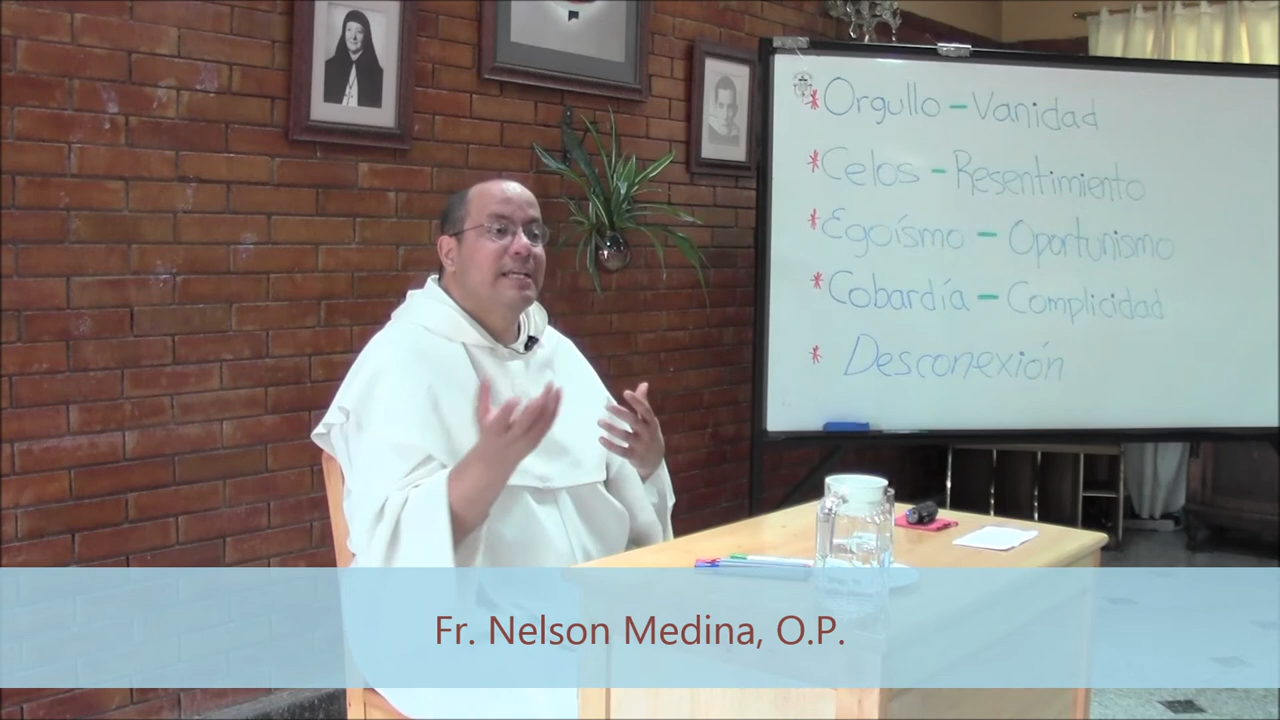 * Orgullo - Vanidad
* Celos - Resentimiento
* Egoísmo - Oportunismo
* Cobardía - Complicidad
* Desconexión
Fr. Nelson Medina, O.P.